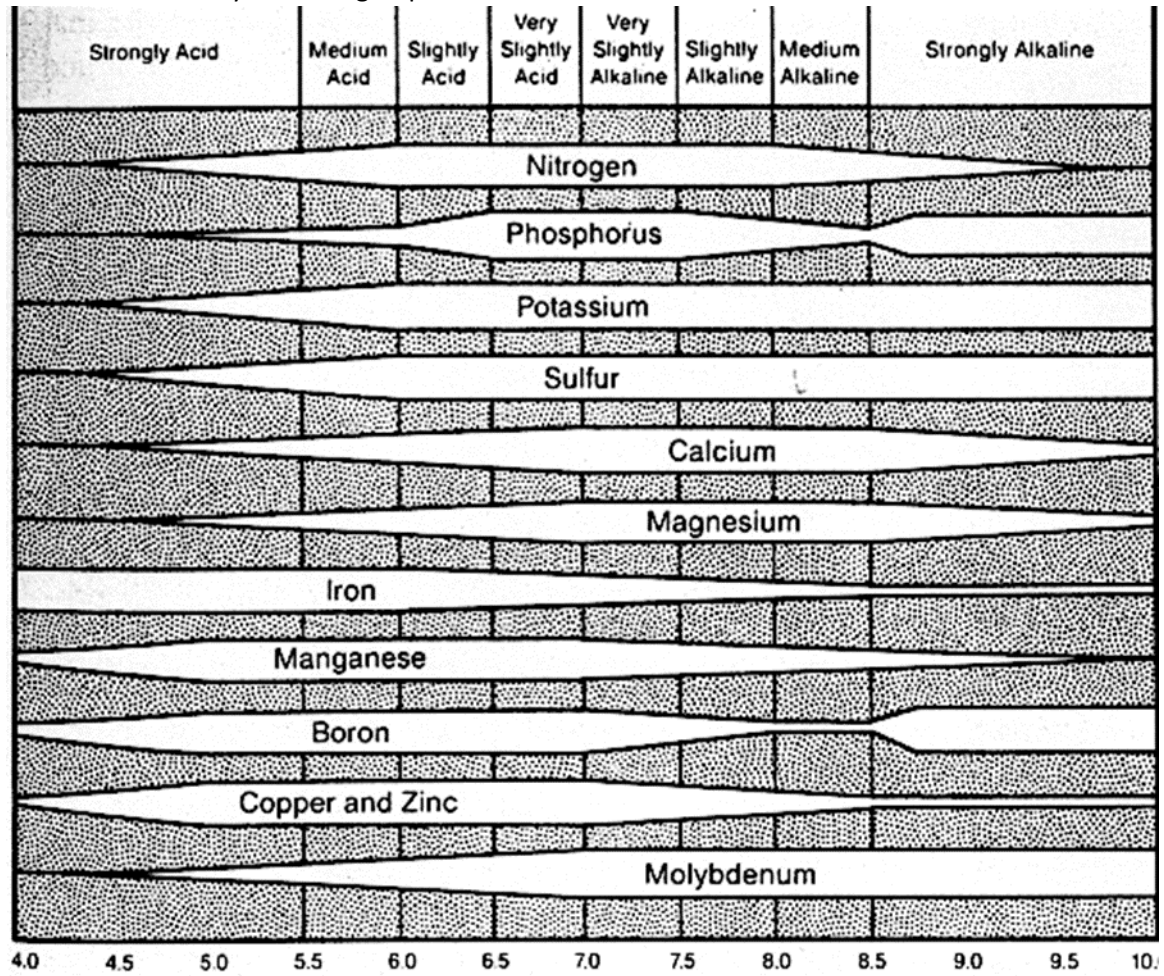 Strongly Acid
Medium
Acid
Slightly
Acid
Very
Slightly
Acid
Very
Slightly
Alkaline
Slightly
Alkaline
Medium
Alkaline
Strongly Alkaline
Nitrogen
Phosphorus
Potassium
Sulfur
Calcium
Magnesium
Iron
Manganese
Boron
Copper and Zinc
Molybdenum
4.0 4.5 5.0 5.5 6.0 6.5 7.0 7.5 8.0 8.5 9.0 9.5 10.